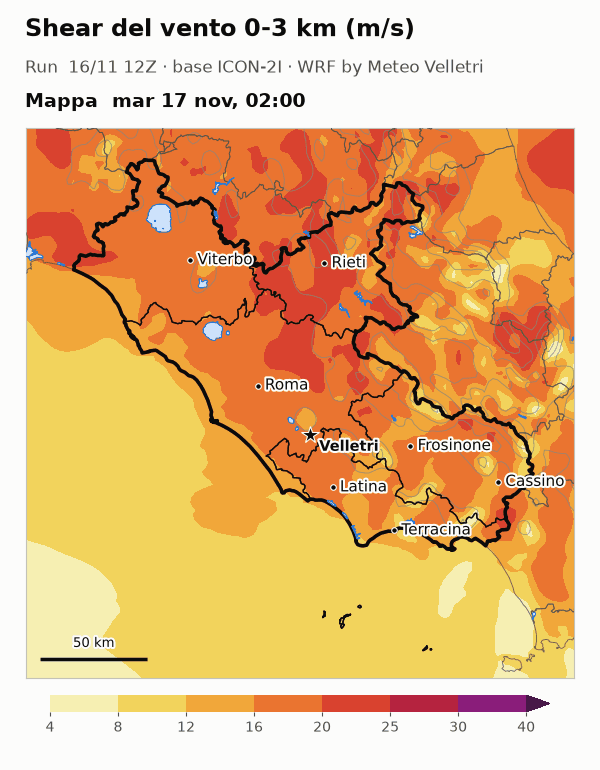 Shear del vento 0-3 km (m/s)
Run  16/11 12Z · base ICON-2I · WRF by Meteo Velletri
Mappa  mar 17 nov, 02:00
Viterbo
Rieti
Roma
Velletri
Frosinone
Cassino
Latina
Terracina
50 km
4 8 12 16 20 25 30 40